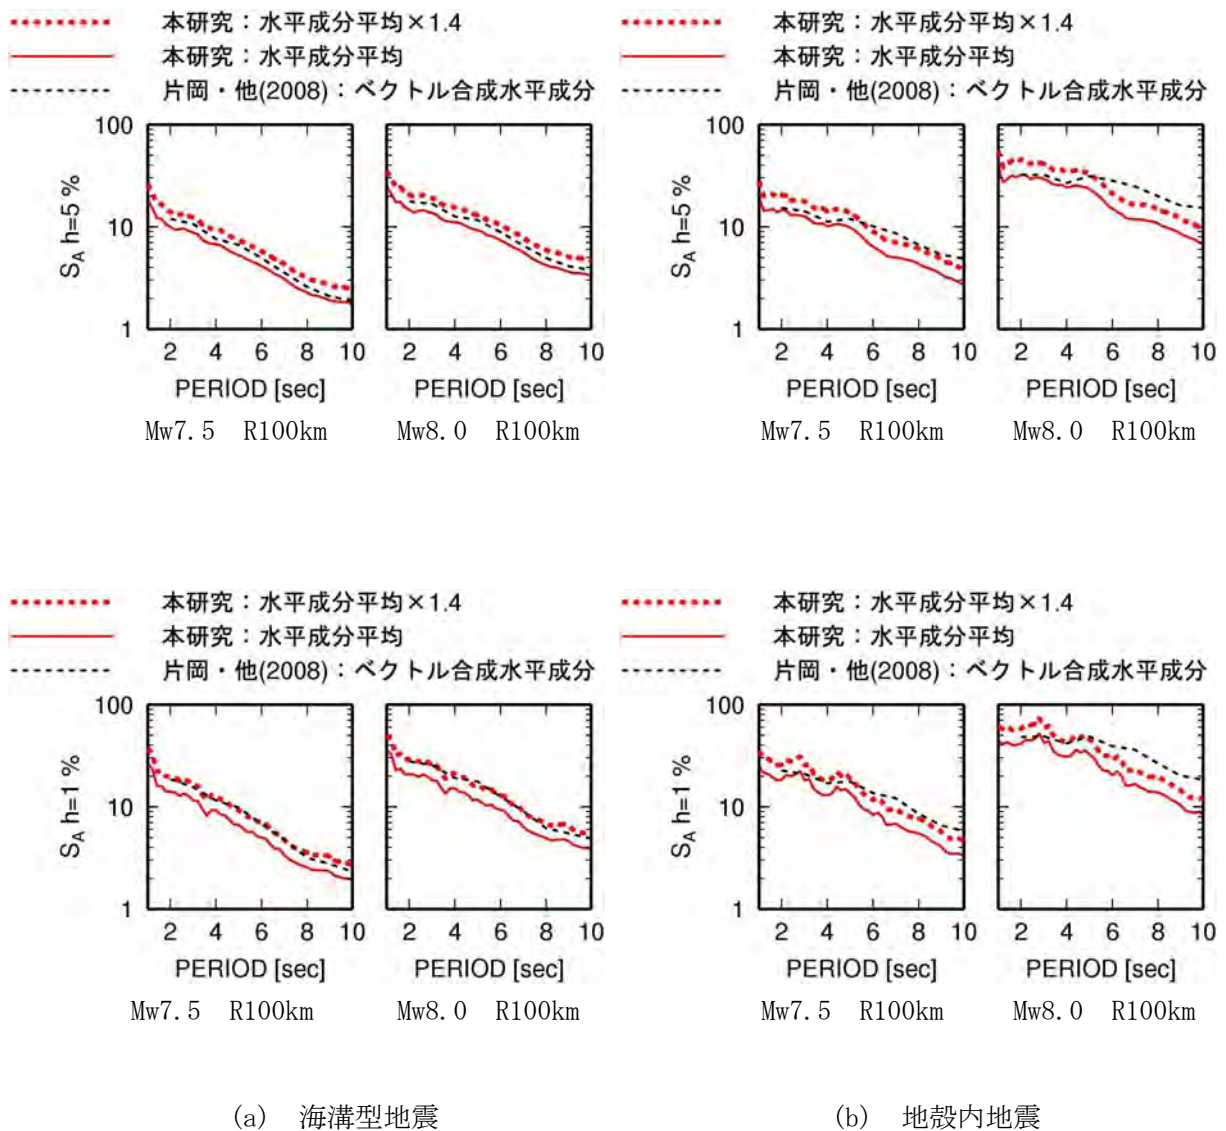 本研究：水平成分平均×1.4
本研究：水平成分平均
片岡・他(2008)：ベクトル合成水平成分
100
10
1
S_A h=5 %
2 4 6 8 10
2 4 6 8 10
PERIOD [sec]
PERIOD [sec]
Mw7.5 R100km
Mw8.0 R100km
本研究：水平成分平均×1.4
本研究：水平成分平均
片岡・他(2008)：ベクトル合成水平成分
100
10
1
S_A h=5 %
2 4 6 8 10
2 4 6 8 10
PERIOD [sec]
PERIOD [sec]
Mw7.5 R100km
Mw8.0 R100km
本研究：水平成分平均×1.4
本研究：水平成分平均
片岡・他(2008)：ベクトル合成水平成分
100
10
1
S_A h=1 %
2 4 6 8 10
2 4 6 8 10
PERIOD [sec]
PERIOD [sec]
Mw7.5 R100km
Mw8.0 R100km
本研究：水平成分平均×1.4
本研究：水平成分平均
片岡・他(2008)：ベクトル合成水平成分
100
10
1
S_A h=1 %
2 4 6 8 10
2 4 6 8 10
PERIOD [sec]
PERIOD [sec]
Mw7.5 R100km
Mw8.0 R100km
(a) 海溝型地震
(b) 地殻内地震